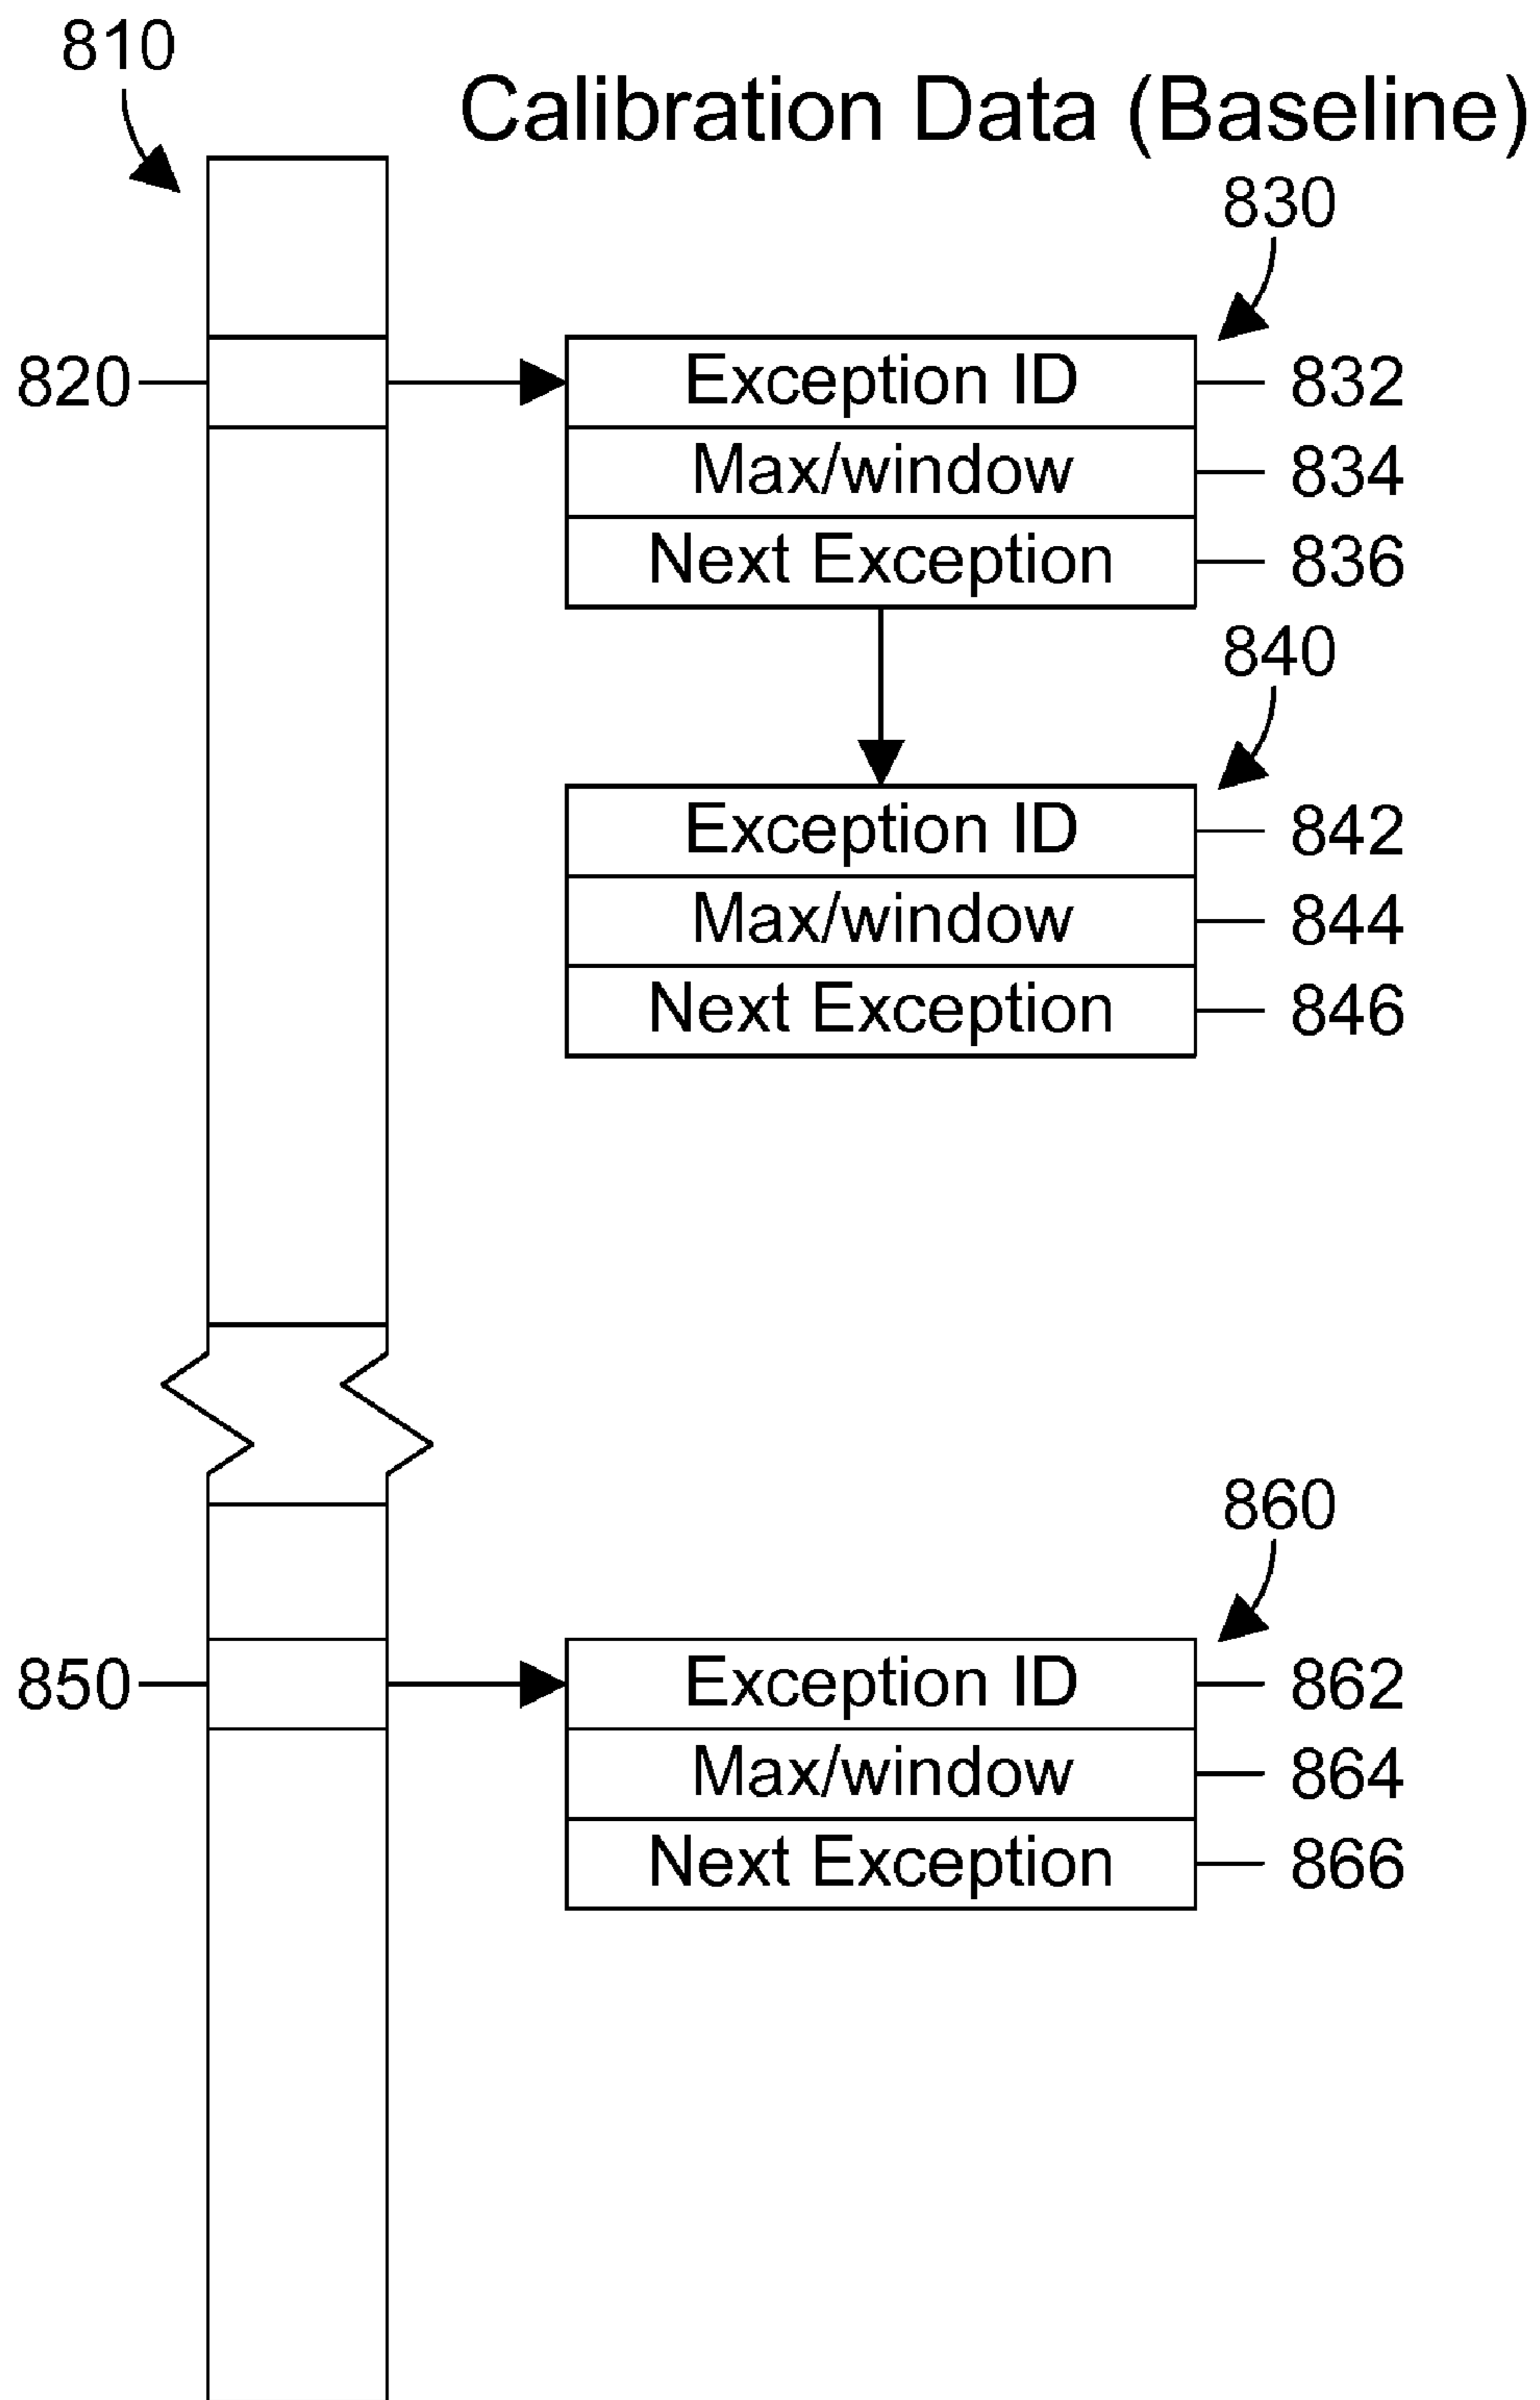 810
Calibration Data (Baseline)
830
820 Exception ID 832
Max/window 834
Next Exception 836
840
Exception ID 842
Max/window 844
Next Exception 846
860
850 Exception ID 862
Max/window 864
Next Exception 866